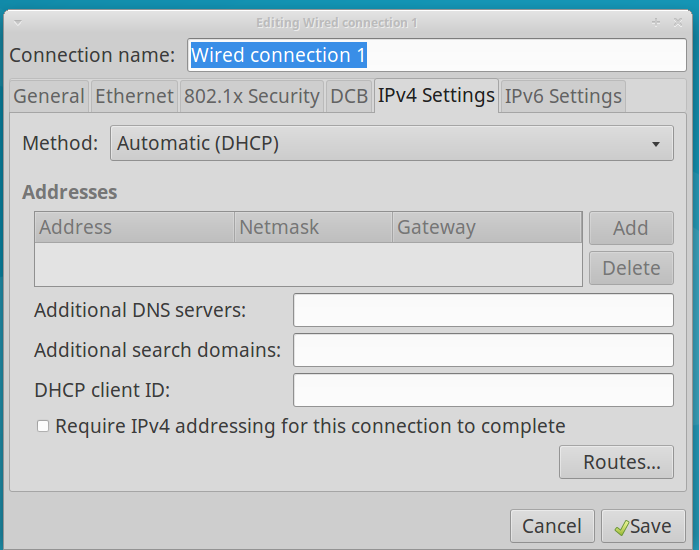 Editing Wired connection 1
Connection name: Wired connection 1
General Ethernet 802.1x Security DCB IPv4 Settings IPv6 Settings
Method: Automatic (DHCP)
Addresses
Address Netmask Gateway Add
Delete
Additional DNS servers:
Additional search domains:
DHCP client ID:
Require IPv4 addressing for this connection to complete
Routes...
Cancel Save